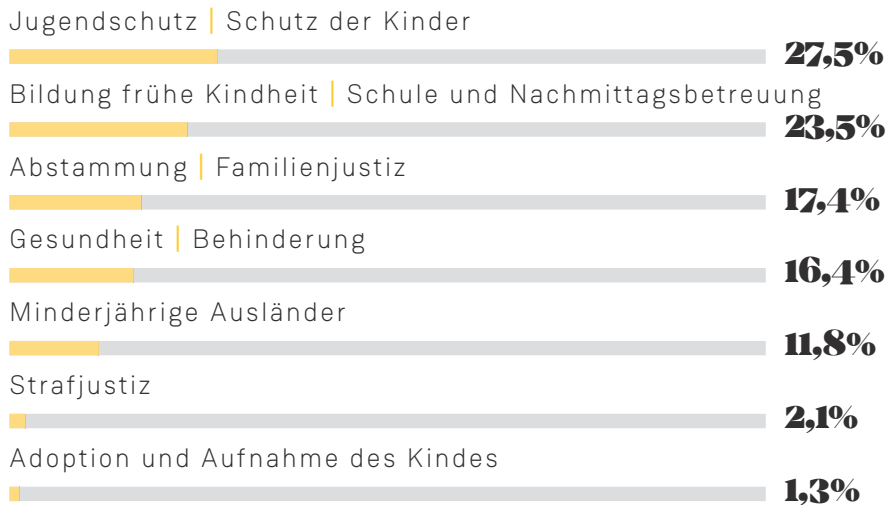 Jugendschutz | Schutz der Kinder
27,5%
Bildung frühe Kindheit | Schule und Nachmittagsbetreuung
23,5%
Abstammung | Familienjustiz
17,4%
Gesundheit | Behinderung
16,4%
Minderjährige Ausländer
11,8%
Strafjustiz
2,1%
Adoption und Aufnahme des Kindes
1,3%